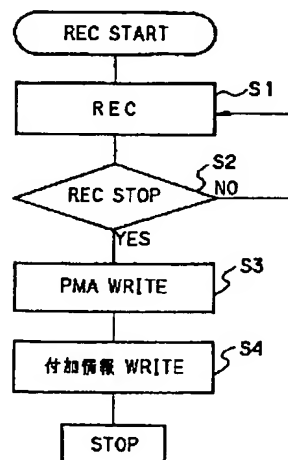 REC START
REC
S1
S2
REC STOP
NO
YES
S3
PMA WRITE
S4
付加情報 WRITE
STOP